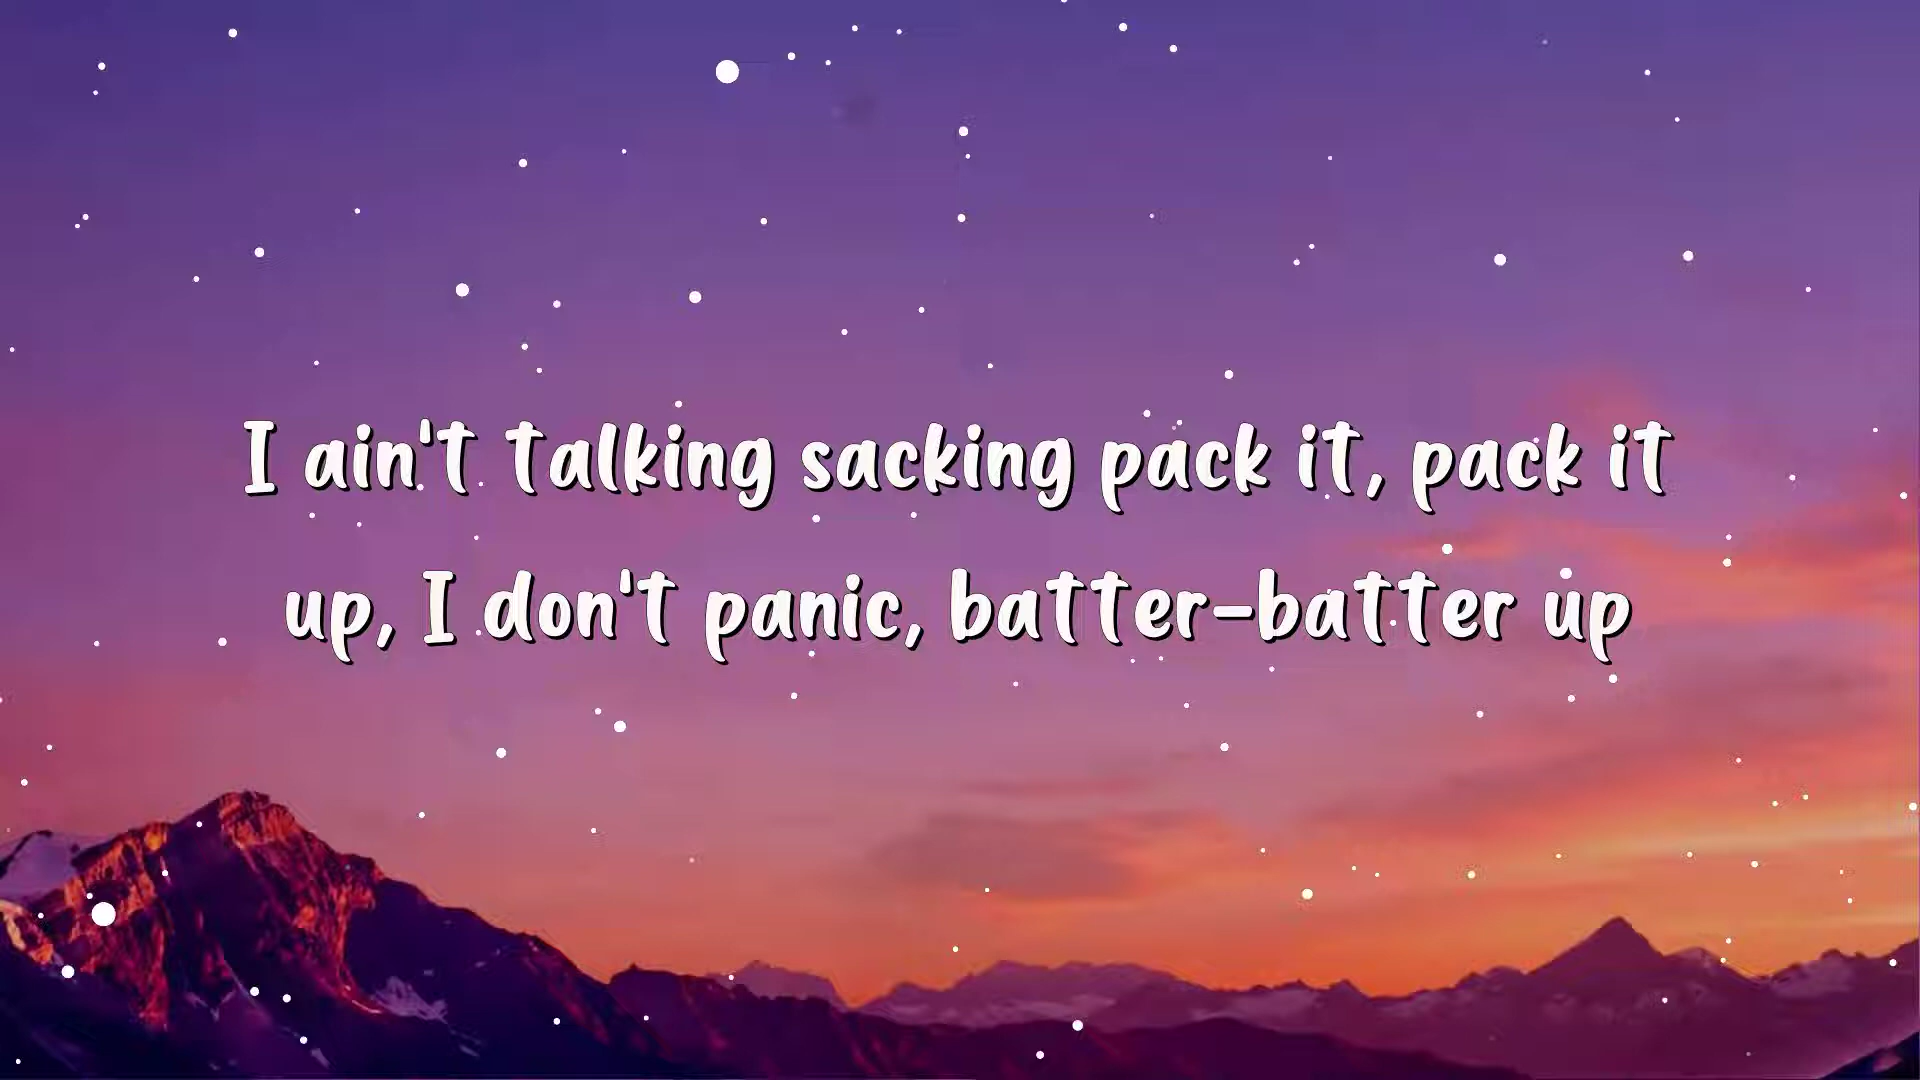 I ain't talking sacking pack it, pack it
up, I don't panic, batter-batter up